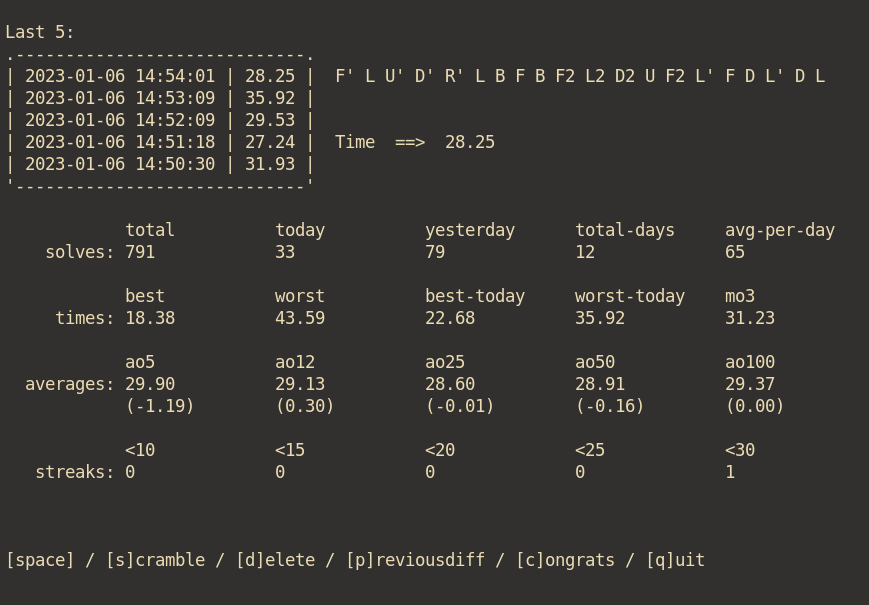 Last 5:
.-----------------------------.
| 2023-01-06 14:54:01 | 28.25 |  F' L U' D' R' L B F B F2 L2 D2 U F2 L' F D L' D L
| 2023-01-06 14:53:09 | 35.92 |
| 2023-01-06 14:52:09 | 29.53 |
| 2023-01-06 14:51:18 | 27.24 |  Time  ==>  28.25
| 2023-01-06 14:50:30 | 31.93 |
'-----------------------------'
            total          today          yesterday      total-days     avg-per-day
    solves: 791            33             79             12             65
            best           worst          best-today     worst-today    mo3
     times: 18.38          43.59          22.68          35.92          31.23
            ao5            ao12           ao25           ao50           ao100
  averages: 29.90          29.13          28.60          28.91          29.37
            (-1.19)        (0.30)         (-0.01)        (-0.16)        (0.00)
            <10            <15            <20            <25            <30
   streaks: 0              0              0              0              1
[space] / [s]cramble / [d]elete / [p]reviousdiff / [c]ongrats / [q]uit